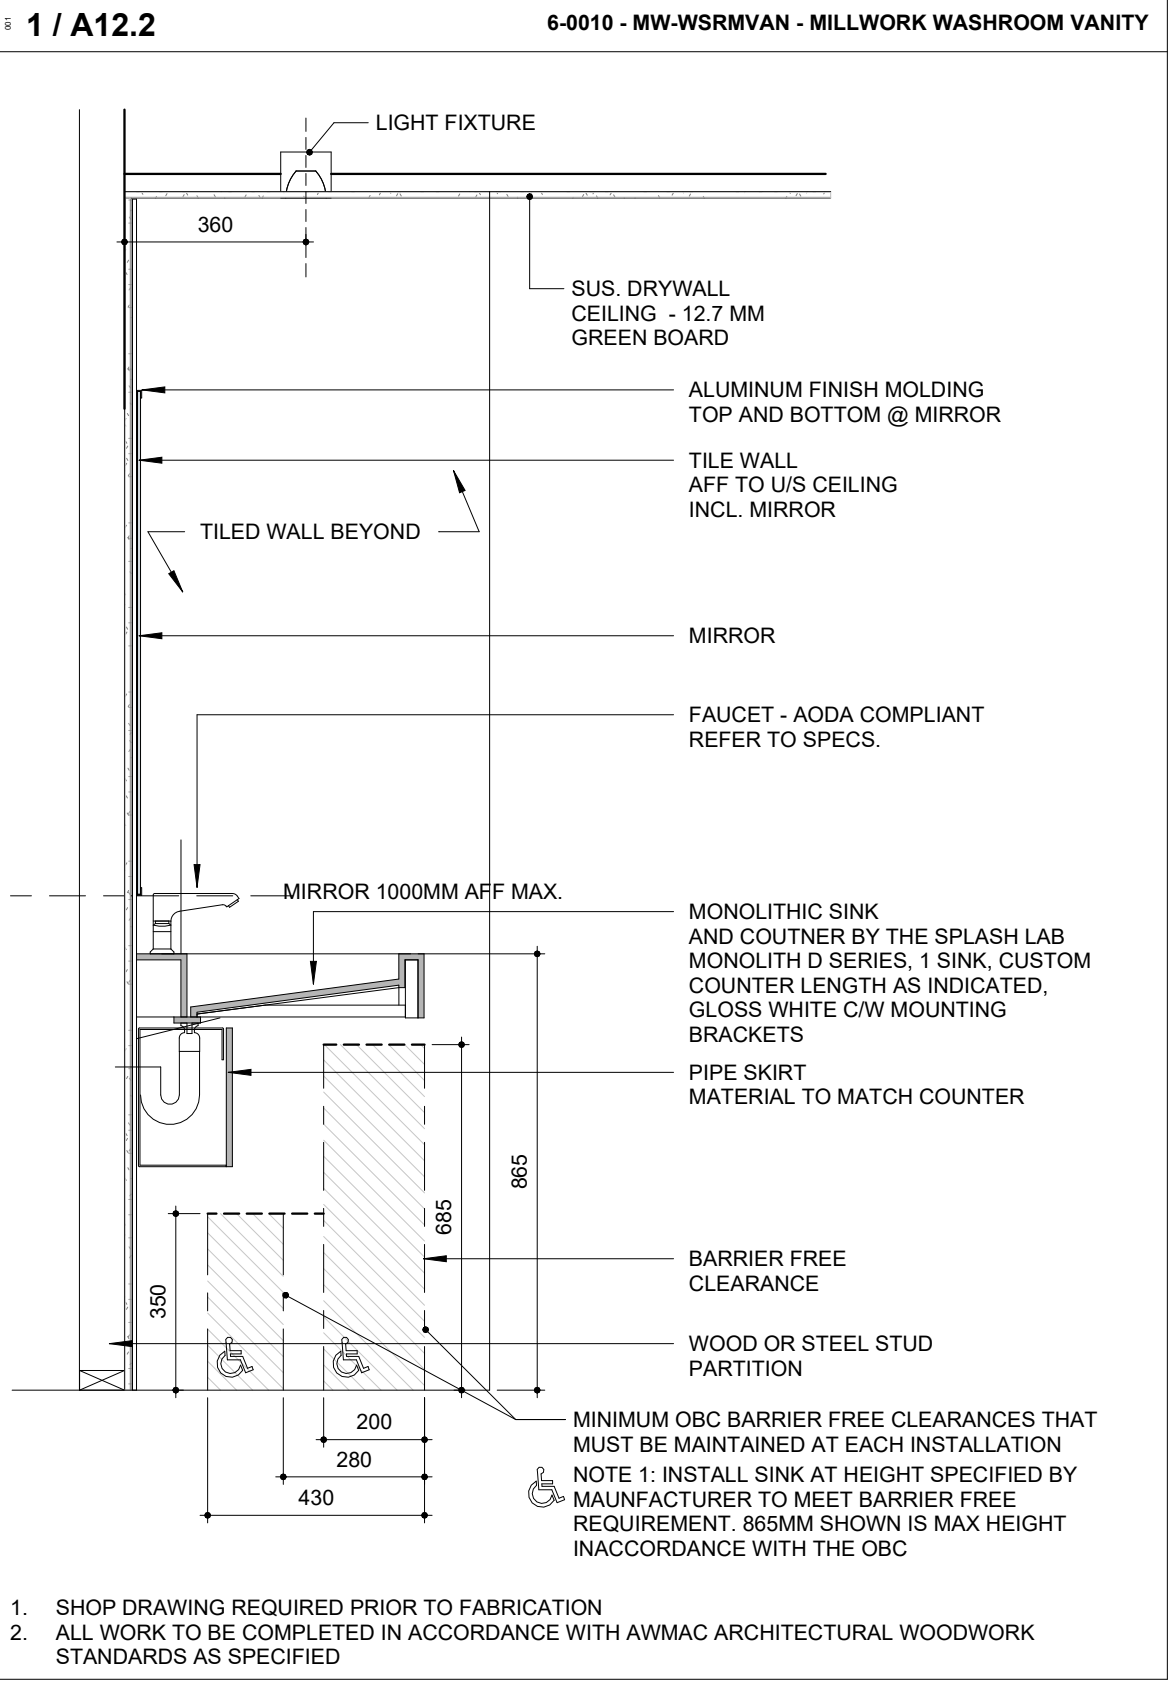 001
1 / A12.2
6-0010 - MW-WSRMVAN - MILLWORK WASHROOM VANITY
LIGHT FIXTURE
360
SUS. DRYWALL
CEILING - 12.7 MM
GREEN BOARD
ALUMINUM FINISH MOLDING
TOP AND BOTTOM @ MIRROR
TILE WALL
AFF TO U/S CEILING
INCL. MIRROR
TILED WALL BEYOND
MIRROR
FAUCET - AODA COMPLIANT
REFER TO SPECS.
MIRROR 1000MM AFF MAX.
MONOLITHIC SINK
AND COUTNER BY THE SPLASH LAB
MONOLITH D SERIES, 1 SINK, CUSTOM
COUNTER LENGTH AS INDICATED,
GLOSS WHITE C/W MOUNTING
BRACKETS
PIPE SKIRT
MATERIAL TO MATCH COUNTER
865
685
350
BARRIER FREE
CLEARANCE
WOOD OR STEEL STUD
PARTITION
200
280
430
MINIMUM OBC BARRIER FREE CLEARANCES THAT
MUST BE MAINTAINED AT EACH INSTALLATION
NOTE 1: INSTALL SINK AT HEIGHT SPECIFIED BY
MAUNFACTURER TO MEET BARRIER FREE
REQUIREMENT. 865MM SHOWN IS MAX HEIGHT
INACCORDANCE WITH THE OBC
1. SHOP DRAWING REQUIRED PRIOR TO FABRICATION
2. ALL WORK TO BE COMPLETED IN ACCORDANCE WITH AWMAC ARCHITECTURAL WOODWORK
STANDARDS AS SPECIFIED